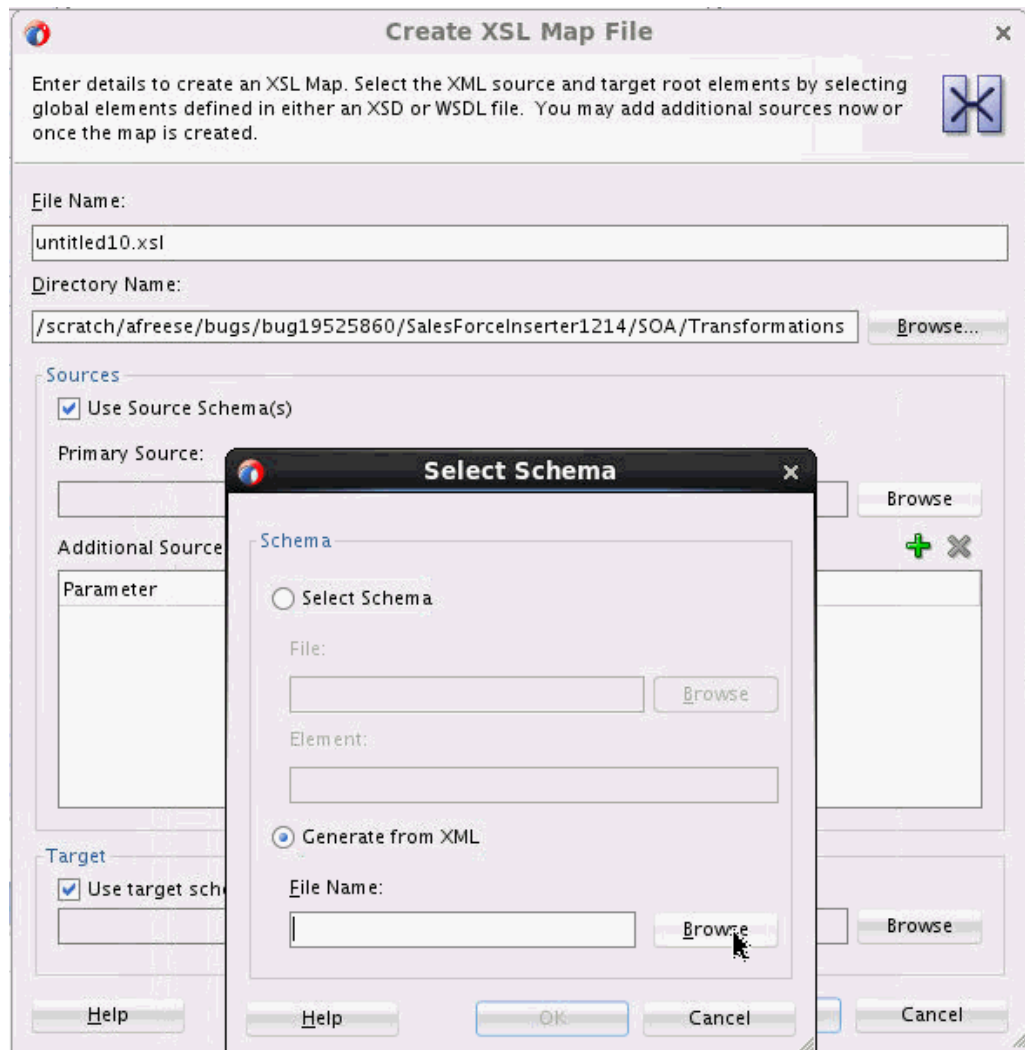 Create XSL Map File
Enter details to create an XSL Map. Select the XML source and target root elements by selecting
global elements defined in either an XSD or WSDL file. You may add additional sources now or
once the map is created.
File Name:
untitled10.xsl
Directory Name:
/scratch/afreese/bugs/bug19525860/SalesForceInserter1214/SOA/Transformations
Browse...
Sources
Use Source Schema(s)
Primary Source:
Browse
Additional Source
Parameter
Select Schema
Schema
Select Schema
File:
Browse
Element:
Generate from XML
File Name:
Browse
Help
OK
Cancel
Target
Use target sche
Browse
Help
Cancel